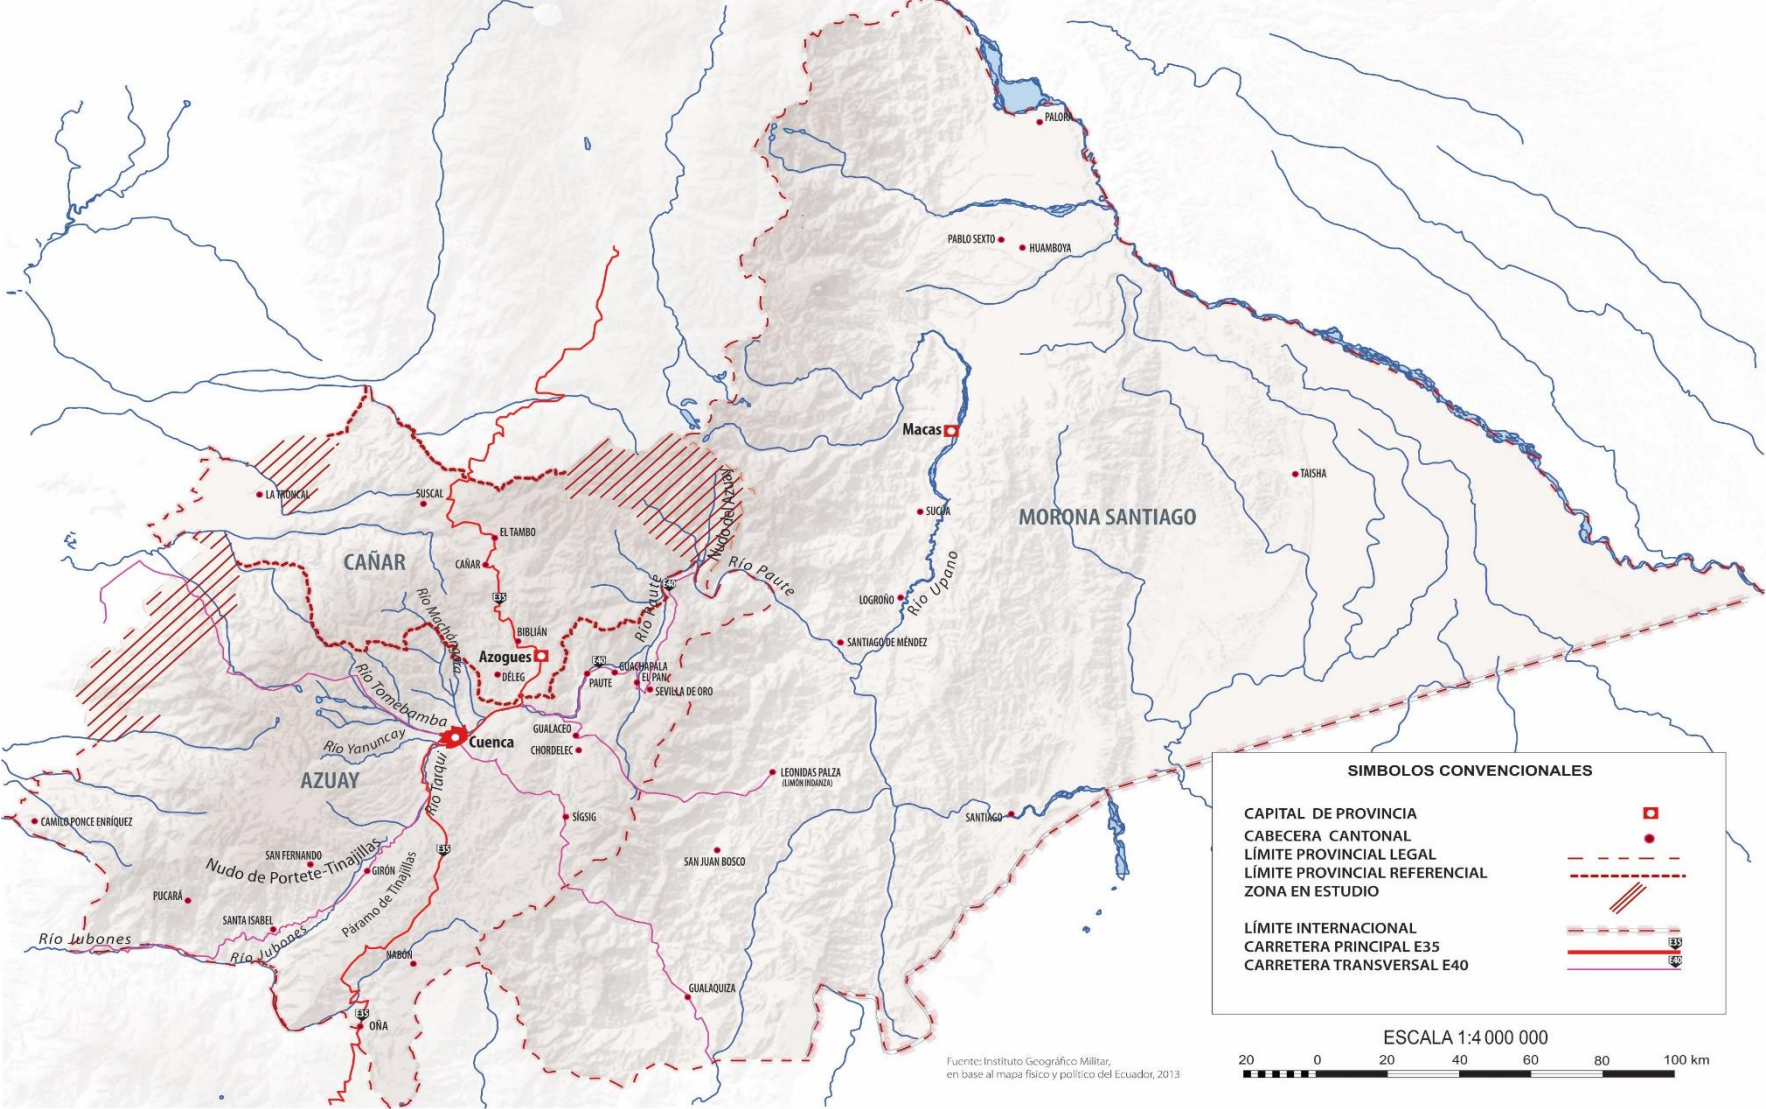 PALORA
PABLO SEXTO
HUAMBOYA
Macas
TAISHA
LA TRONCAL
SUSCAL
SUCÚA
MORONA SANTIAGO
Nudo del Azuay
EL TAMBO
CAÑAR
CAÑAR
Río Paute
E40
E35
Río Machángara
Río Paute
LOGROÑO
Río Upano
BIBLIÁN
SANTIAGO DE MÉNDEZ
Azogues
E40
GUACHAPALA
DÉLEG
PAUTE
EL PAN
SEVILLA DE ORO
Río Tomebamba
GUALACEO
Río Yanuncay
Cuenca
CHORDELEC
AZUAY
Río Tarqui
LEONIDAS PALZA
(LIMÓN INDANZA)
CAMILO PONCE ENRÍQUEZ
SÍGSIG
SANTIAGO
E35
SAN FERNANDO
Nudo de Portete-Tinajillas
GIRÓN
SAN JUAN BOSCO
PUCARÁ
Páramo de Tinajillas
SANTA ISABEL
Río Jubones
Río Jubones
NABÓN
GUALAQUIZA
E35
OÑA
SIMBOLOS CONVENCIONALES
CAPITAL DE PROVINCIA
CABECERA CANTONAL
LÍMITE PROVINCIAL LEGAL
LÍMITE PROVINCIAL REFERENCIAL
ZONA EN ESTUDIO
LÍMITE INTERNACIONAL
CARRETERA PRINCIPAL E35
E35
CARRETERA TRANSVERSAL E40
E40
ESCALA 1:4 000 000
20 0 20 40 60 80 100 km
Fuente: Instituto Geográfico Militar,
en base al mapa físico y político del Ecuador, 2013